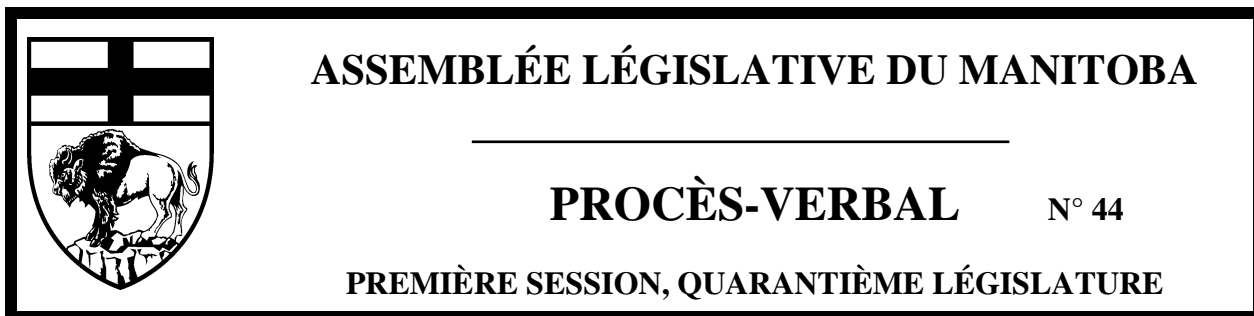 ASSEMBLÉE LÉGISLATIVE DU MANITOBA
PROCÈS-VERBAL N° 44
PREMIÈRE SESSION, QUARANTIÈME LÉGISLATURE